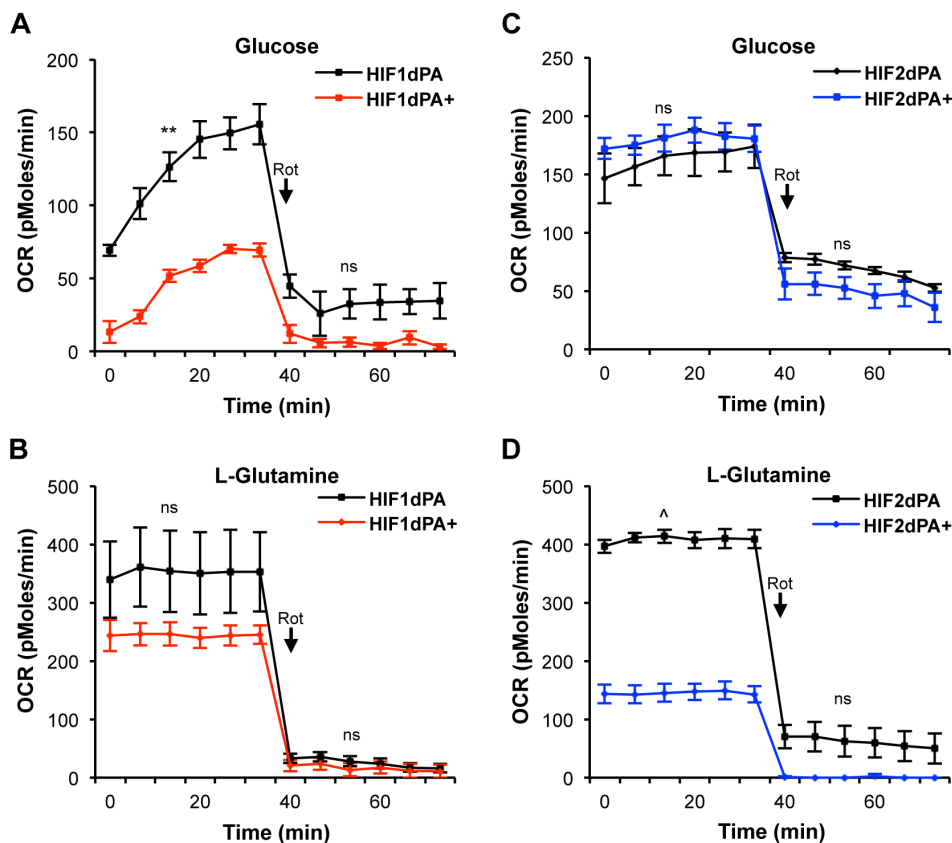 A
Glucose
HIF1dPA
HIF1dPA+
OCR (pMoles/min)
200
150
100
50
0
**
Rot
ns
0 20 40 60
Time (min)
B
L-Glutamine
HIF1dPA
HIF1dPA+
OCR (pMoles/min)
500
400
300
200
100
0
ns
Rot
ns
0 20 40 60
Time (min)
C
Glucose
HIF2dPA
HIF2dPA+
OCR (pMoles/min)
250
200
150
100
50
0
ns
Rot
ns
0 20 40 60
Time (min)
D
L-Glutamine
HIF2dPA
HIF2dPA+
OCR (pMoles/min)
500
400
300
200
100
0
^
Rot
ns
0 20 40 60
Time (min)